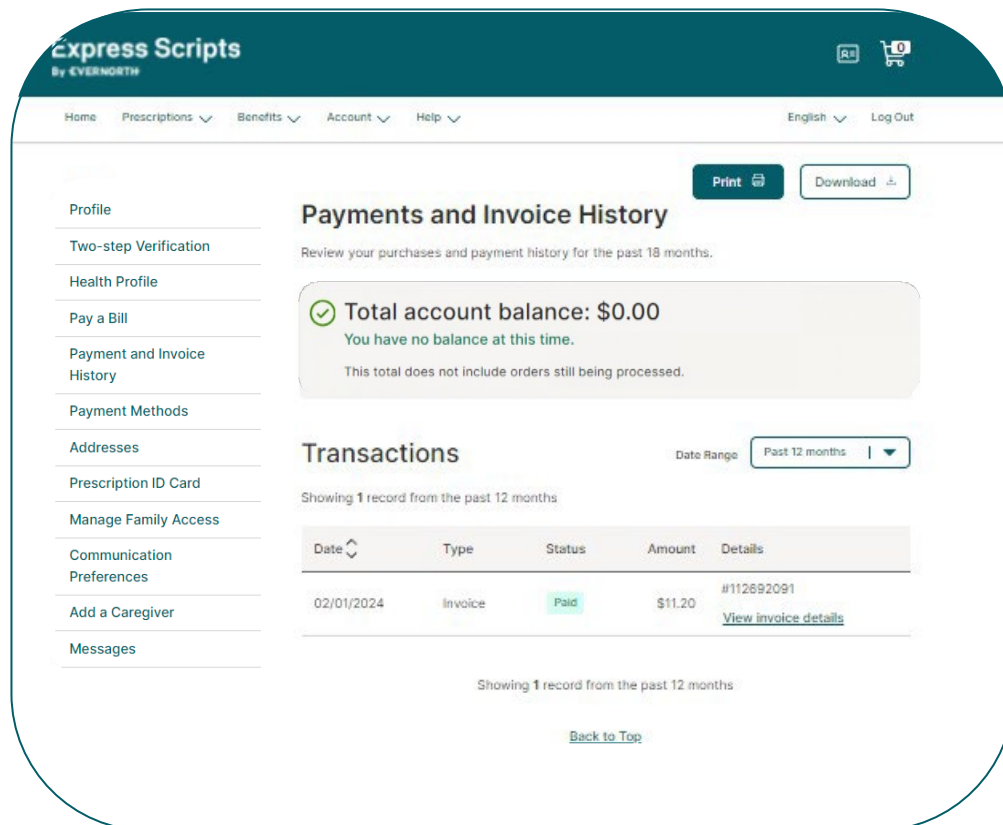 Express Scripts
By EVERNORTH
0
Home Prescriptions Benefits Account Help English Log Out
Print Download
Profile
Two-step Verification
Health Profile
Pay a Bill
Payment and Invoice
History
Payment Methods
Addresses
Prescription ID Card
Manage Family Access
Communication
Preferences
Add a Caregiver
Messages
Payments and Invoice History
Review your purchases and payment history for the past 18 months.
Total account balance: $0.00
You have no balance at this time.
This total does not include orders still being processed.
Transactions
Date Range Past 12 months
Showing 1 record from the past 12 months
Date Type Status Amount Details
02/01/2024 Invoice Paid $11.20 #112692091
View invoice details
Showing 1 record from the past 12 months
Back to Top